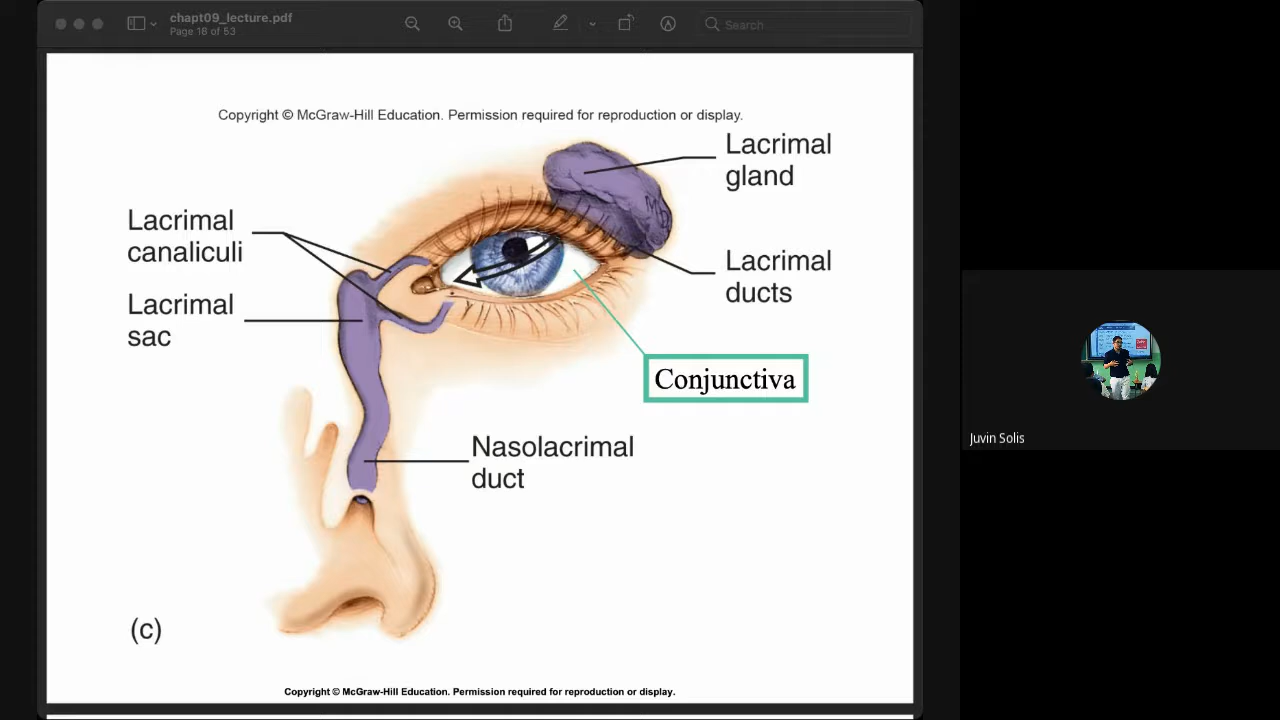 chapt09_lecture.pdf
Page 18 of 53
Search
Copyright © McGraw-Hill Education. Permission required for reproduction or display.
Lacrimal
gland
Lacrimal
canaliculi
Lacrimal
ducts
Lacrimal
sac
Conjunctiva
Nasolacrimal
duct
(c)
Copyright © McGraw-Hill Education. Permission required for reproduction or display.
Juvin Solis